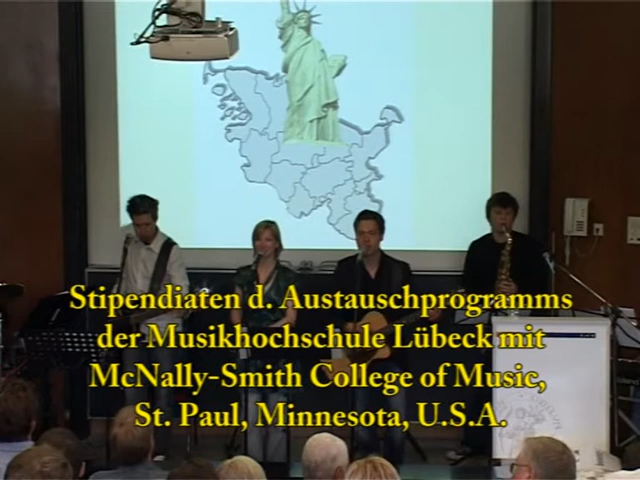 Stipendiaten d. Austauschprogramms
der Musikhochschule Lübeck mit
McNally-Smith College of Music,
St. Paul, Minnesota, U.S.A.